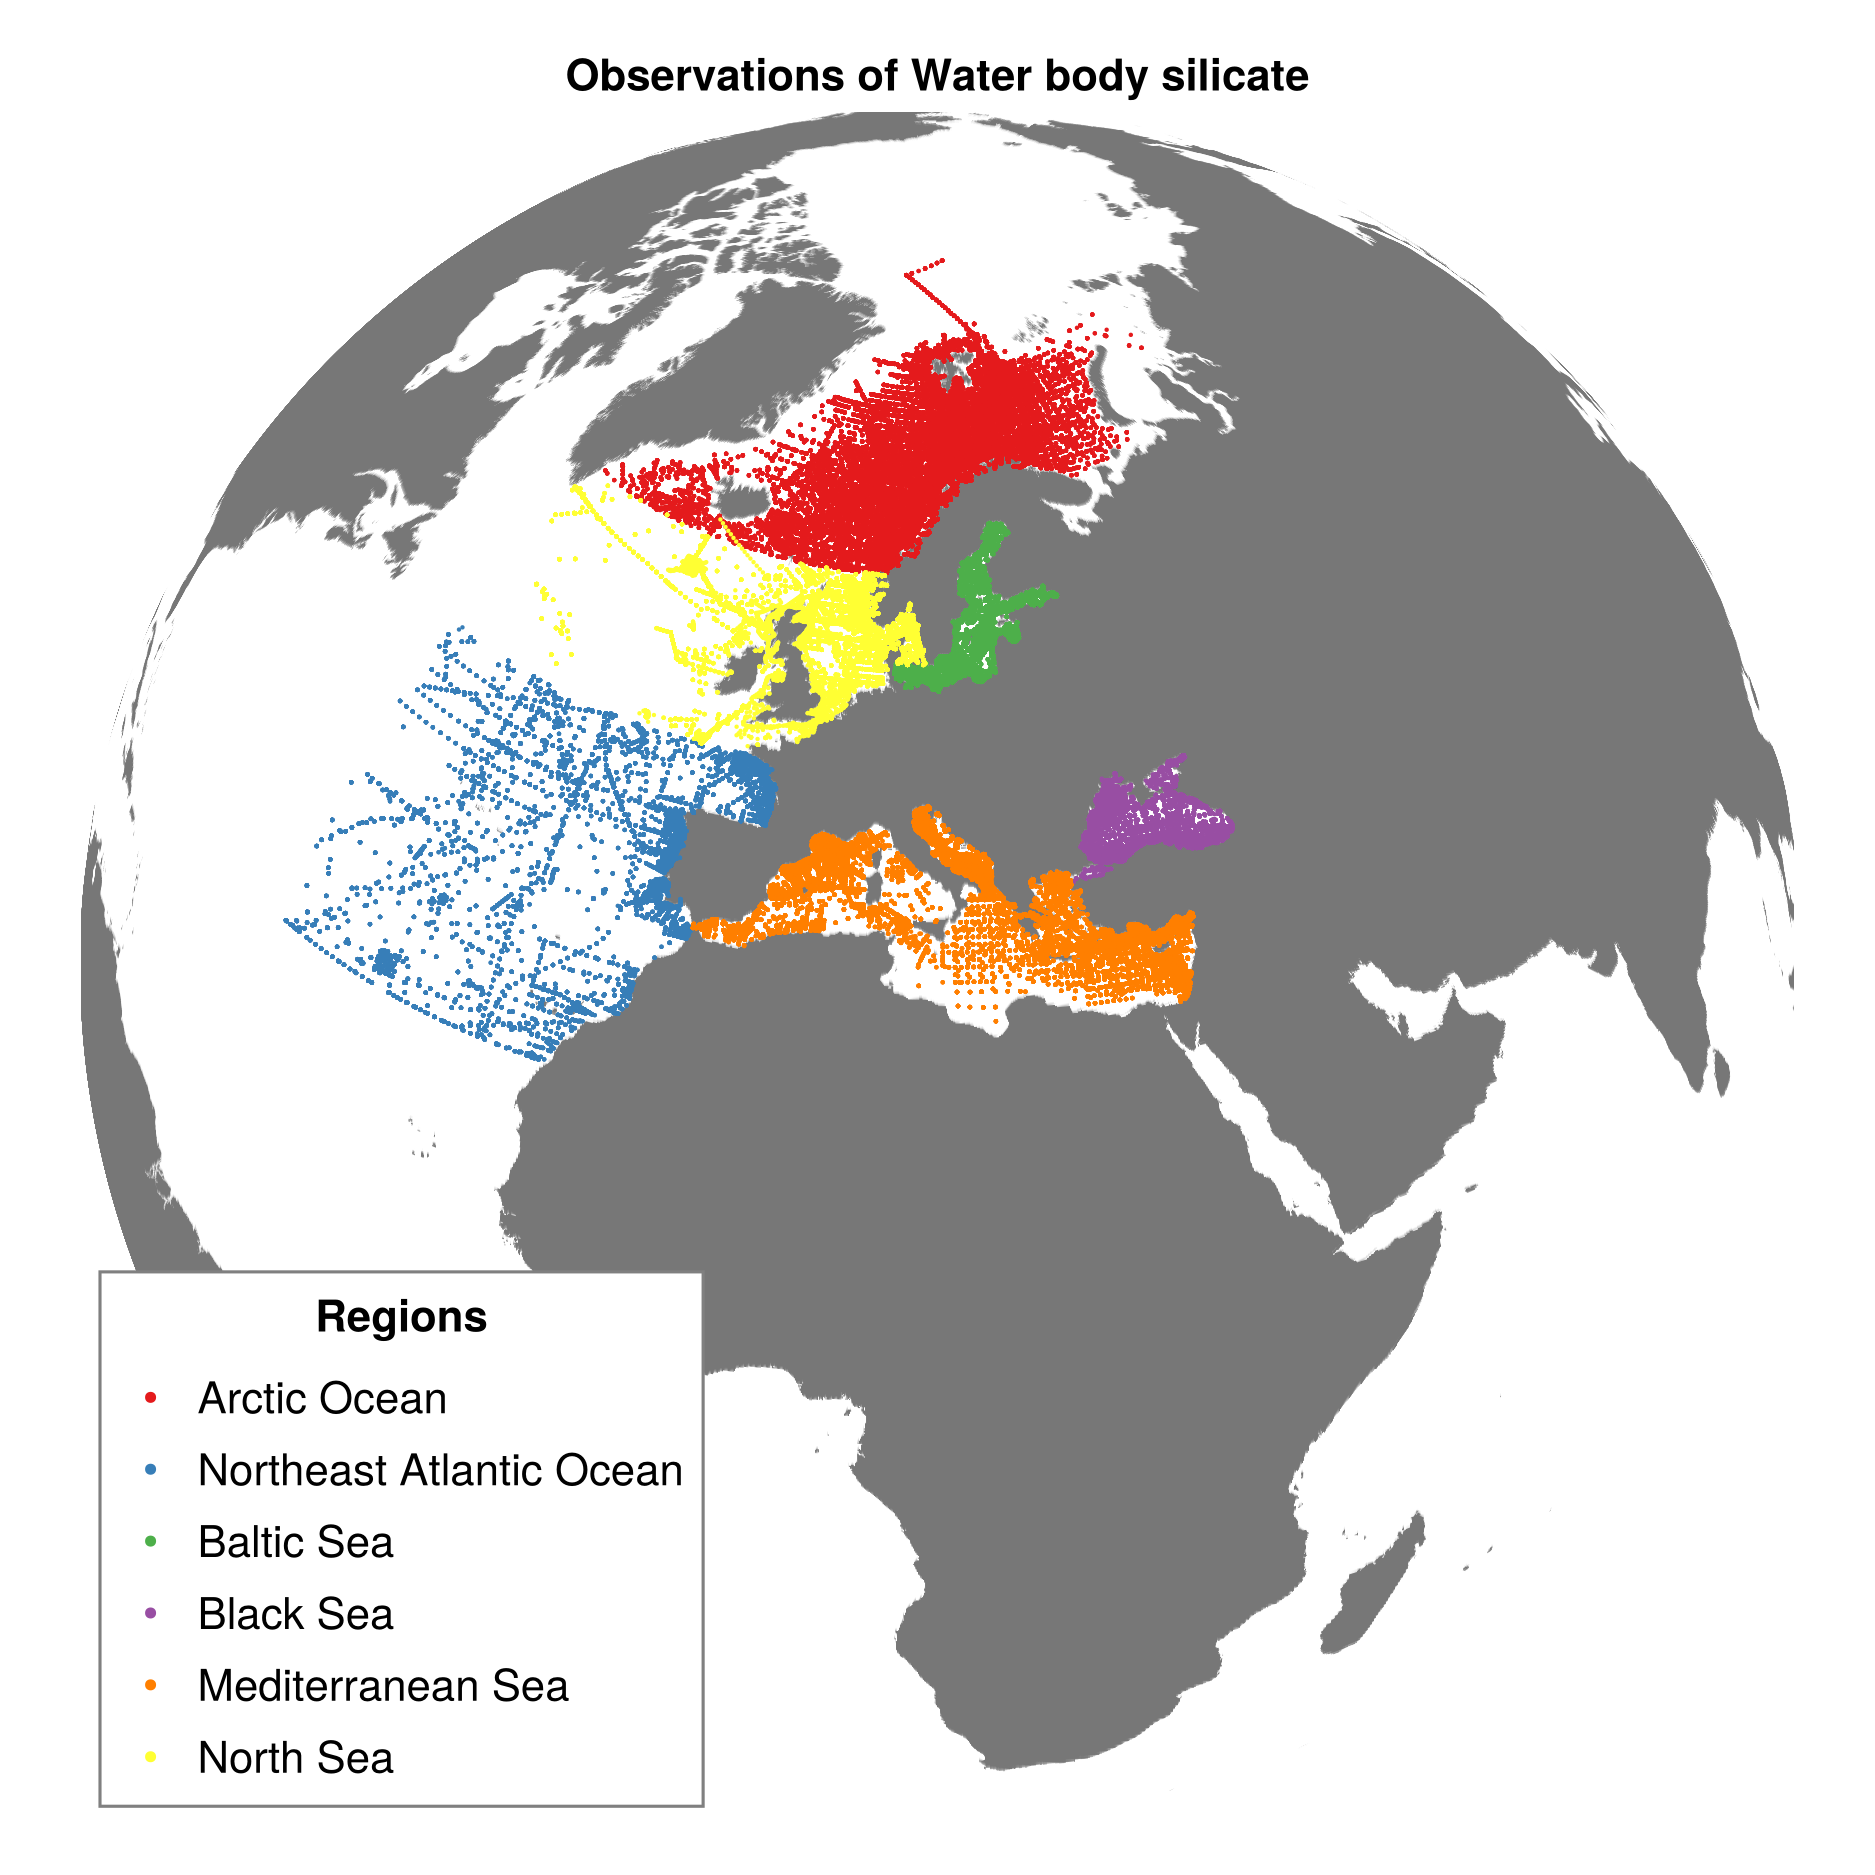 Observations of Water body silicate
Regions
Arctic Ocean
Northeast Atlantic Ocean
Baltic Sea
Black Sea
Mediterranean Sea
North Sea